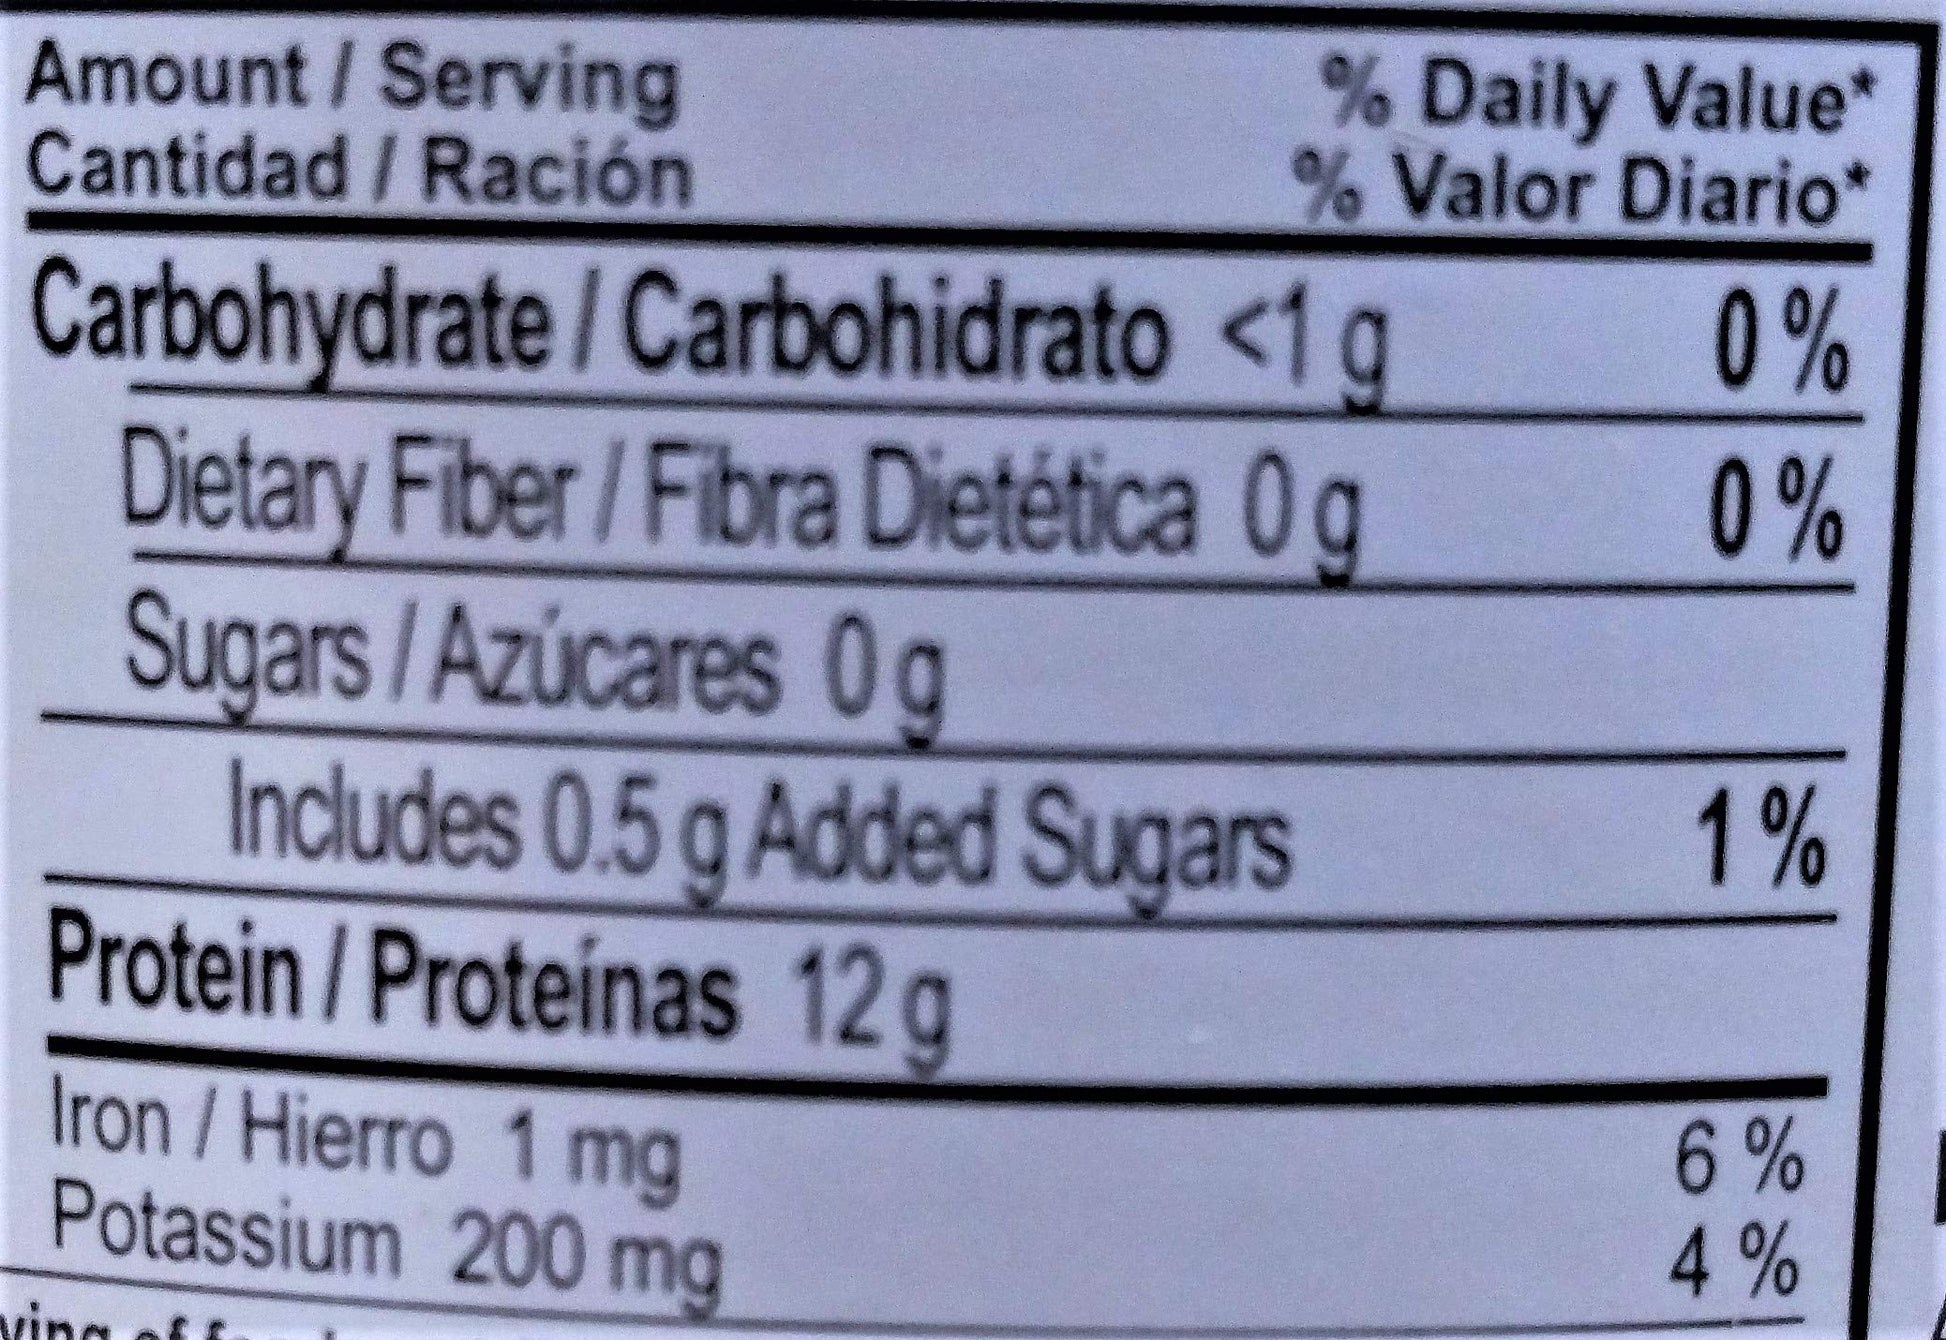 Amount / Serving % Daily Value*
Cantidad / Ración % Valor Diario*
Carbohydrate / Carbohidrato <1 g 0 %
Dietary Fiber / Fibra Dietética 0 g 0 %
Sugars / Azúcares 0 g
Includes 0.5 g Added Sugars 1 %
Protein / Proteínas 12 g
Iron / Hierro 1 mg 6 %
Potassium 200 mg 4 %